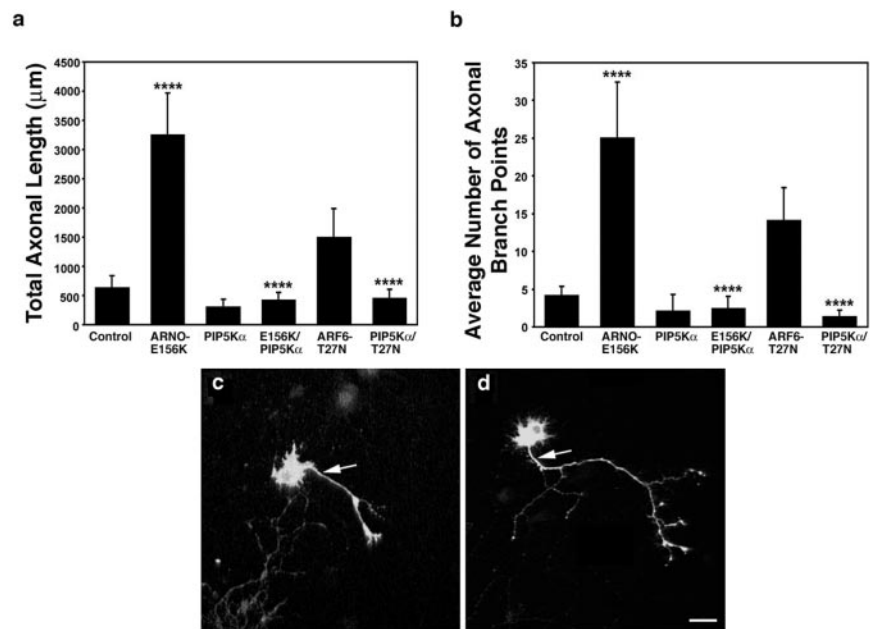 a
Total Axonal Length (μm)
4500
4000
3500
3000
2500
2000
1500
1000
500
0
****
****
****
Control
ARNO-
E156K
PIP5Kα
E156K/
PIP5Kα
ARF6-
T27N
PIP5Kα/
T27N
b
Average Number of Axonal
Branch Points
35
30
25
20
15
10
5
0
****
****
****
Control
ARNO-
E156K
PIP5Kα
E156K/
PIP5Kα
ARF6-
T27N
PIP5Kα/
T27N
c
d